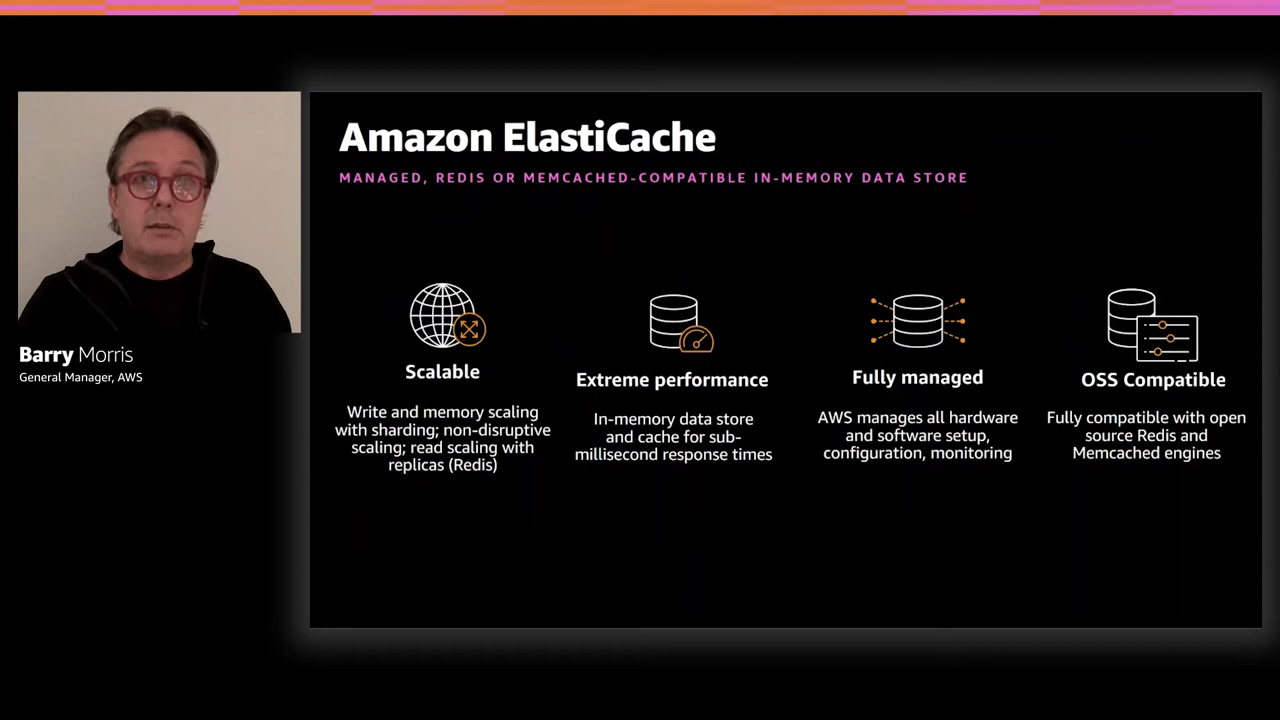 Amazon ElastiCache
MANAGED, REDIS OR MEMCACHED-COMPATIBLE IN-MEMORY DATA STORE
Barry Morris
General Manager, AWS
Scalable
Write and memory scaling
with sharding; non-disruptive
scaling; read scaling with
replicas (Redis)
Extreme performance
In-memory data store
and cache for sub-
millisecond response times
Fully managed
AWS manages all hardware
and software setup,
configuration, monitoring
OSS Compatible
Fully compatible with open
source Redis and
Memcached engines